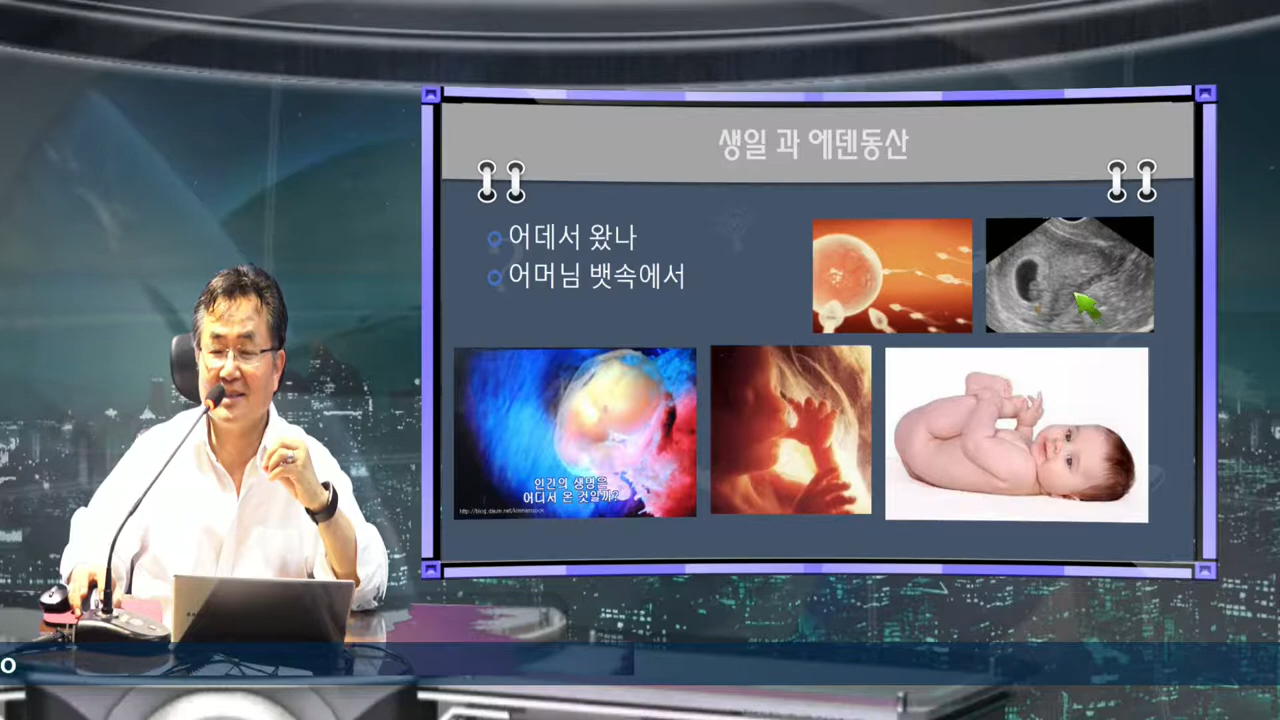 생일 과 에덴동산
어데서 왔나
어머님 뱃속에서
인간의 생명을
어디서 온 것일까?
O